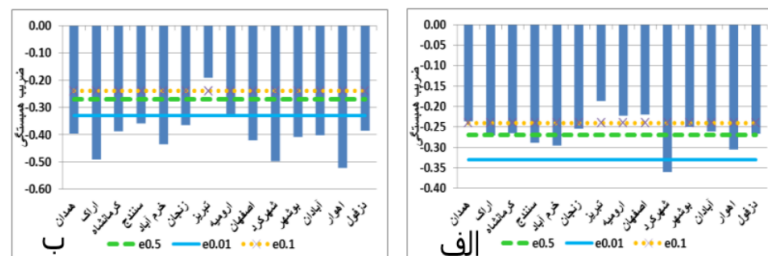 0.00
-0.10
-0.20
-0.30
-0.40
-0.50
-0.60
ضریب همبستگی
همدان
اراک
کرمانشاه
سنندج
خرم آباد
زنجان
تبریز
ارومیه
اصفهان
شهرکرد
بوشهر
آبادان
اهواز
دزفول
ب
e0.5 e0.01 e0.1
0.00
-0.05
-0.10
-0.15
-0.20
-0.25
-0.30
-0.35
-0.40
ضریب همبستگی
همدان
اراک
کرمانشاه
سنندج
خرم آباد
زنجان
تبریز
ارومیه
اصفهان
شهرکرد
بوشهر
آبادان
اهواز
دزفول
الف
e0.5 e0.01 e0.1